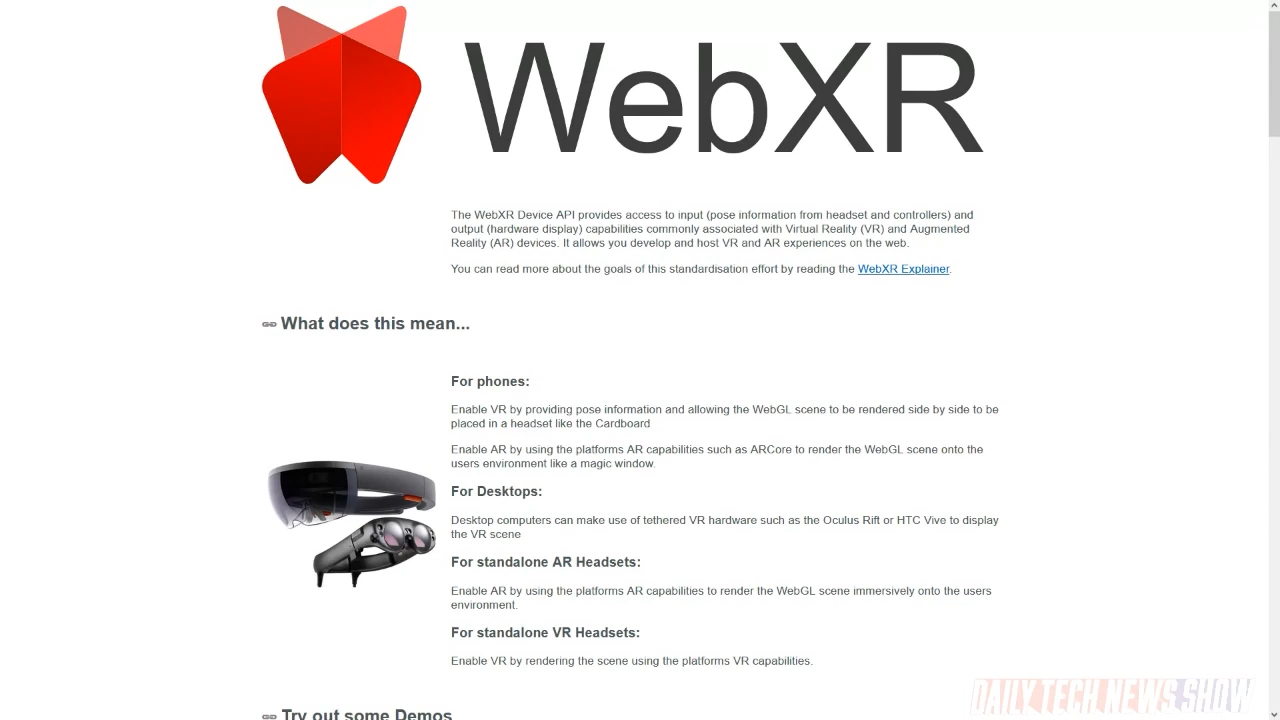 WebXR
The WebXR Device API provides access to input (pose information from headset and controllers) and
output (hardware display) capabilities commonly associated with Virtual Reality (VR) and Augmented
Reality (AR) devices. It allows you develop and host VR and AR experiences on the web.
You can read more about the goals of this standardisation effort by reading the WebXR Explainer.
What does this mean...
For phones:
Enable VR by providing pose information and allowing the WebGL scene to be rendered side by side to be
placed in a headset like the Cardboard
Enable AR by using the platforms AR capabilities such as ARCore to render the WebGL scene onto the
users environment like a magic window.
For Desktops:
Desktop computers can make use of tethered VR hardware such as the Oculus Rift or HTC Vive to display
the VR scene
For standalone AR Headsets:
Enable AR by using the platforms AR capabilities to render the WebGL scene immersively onto the users
environment.
For standalone VR Headsets:
Enable VR by rendering the scene using the platforms VR capabilities.
Try out some Demos
DAILY TECH NEWS SHOW